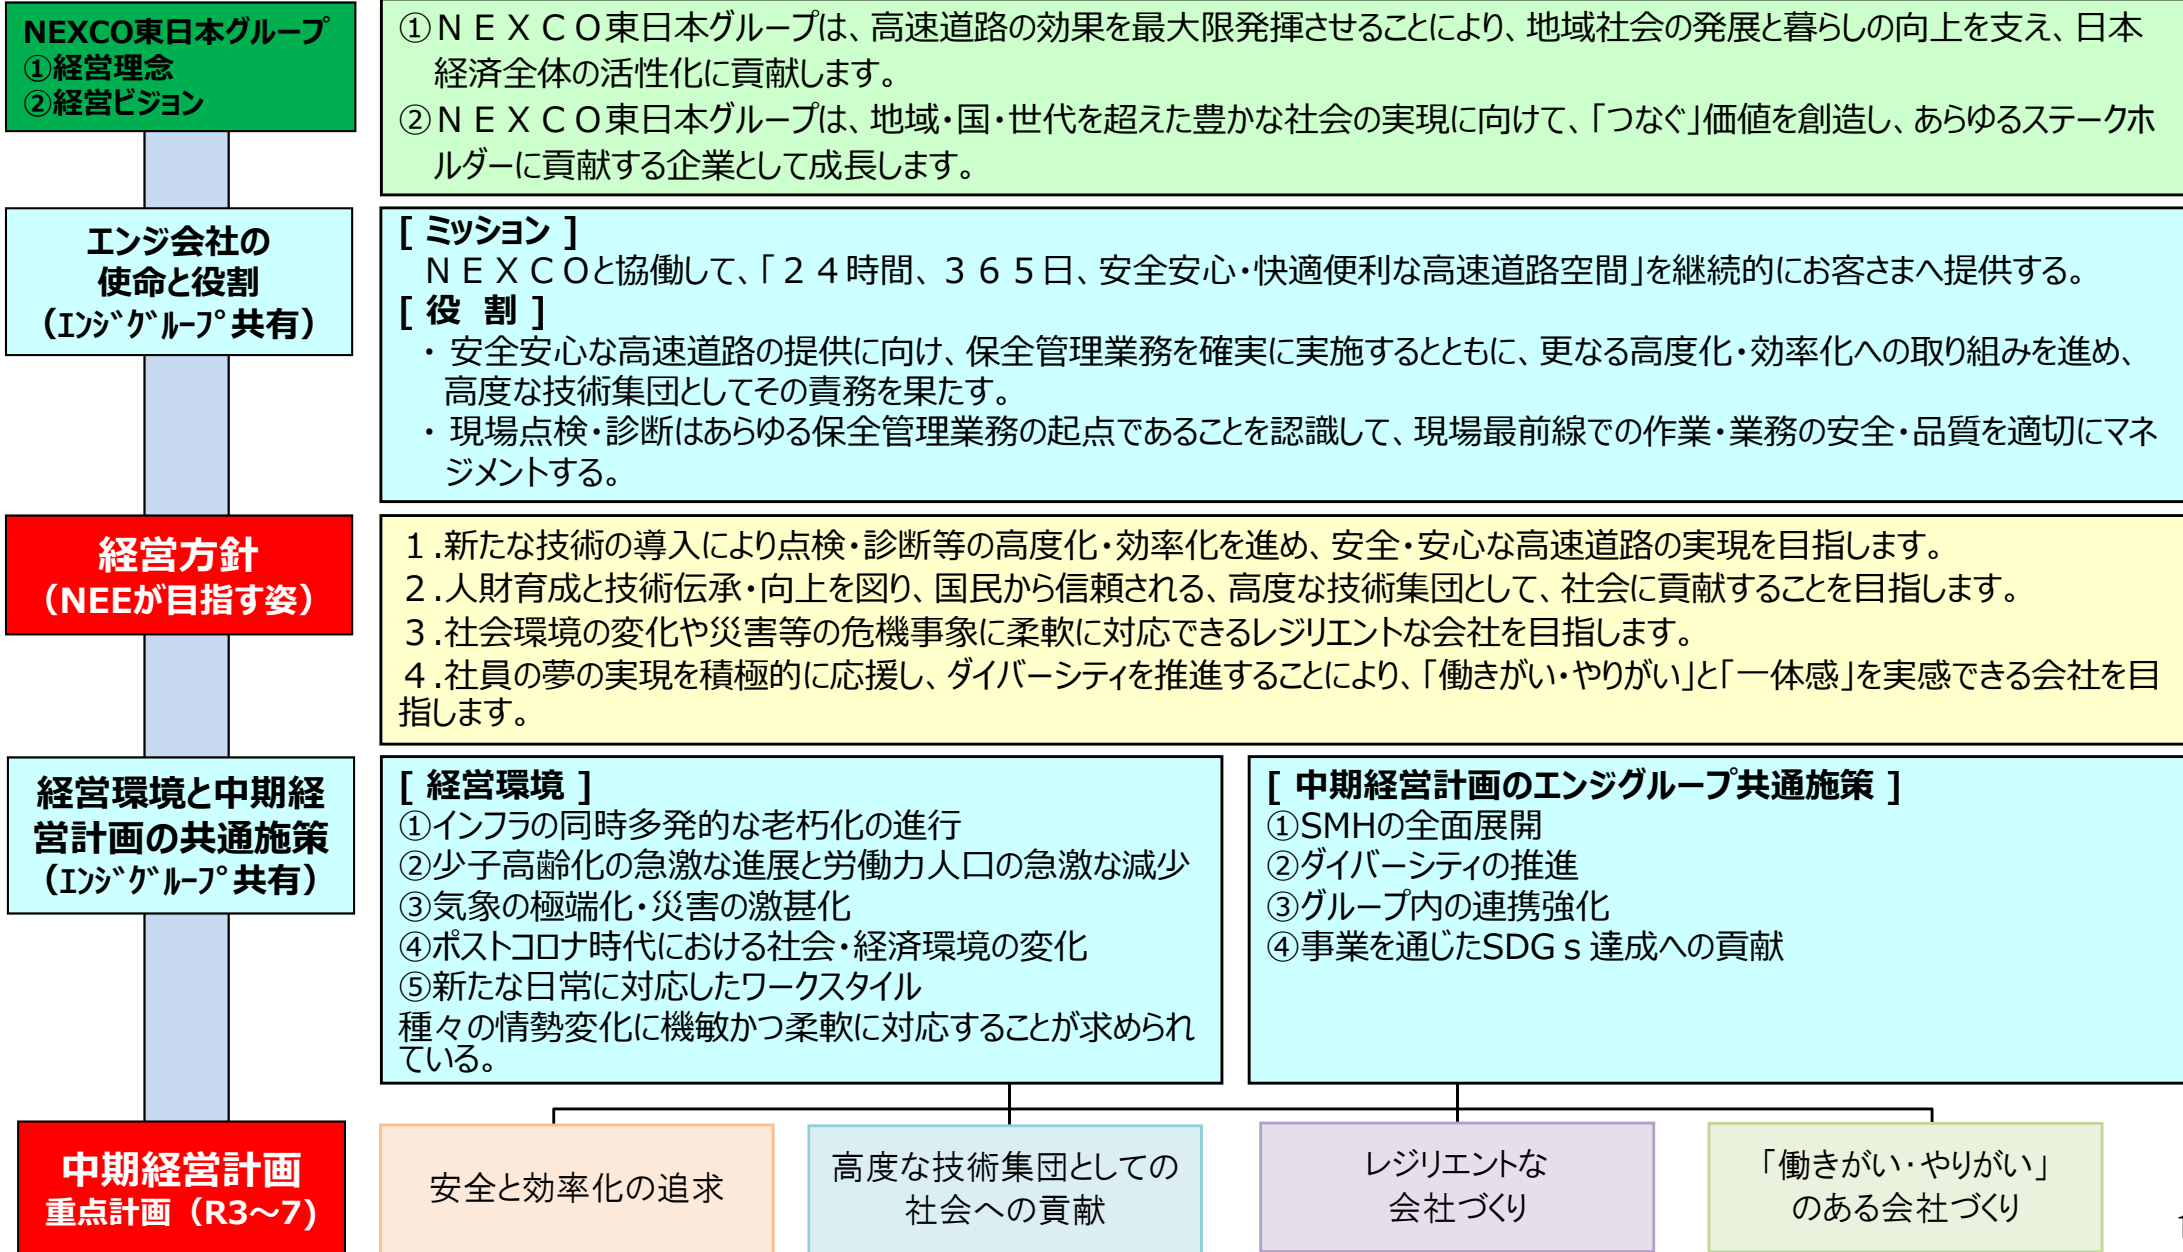 NEXCO東日本グループ
①経営理念
②経営ビジョン
①ＮＥＸＣＯ東日本グループは、高速道路の効果を最大限発揮させることにより、地域社会の発展と暮らしの向上を支え、日本
経済全体の活性化に貢献します。
②ＮＥＸＣＯ東日本グループは、地域・国・世代を超えた豊かな社会の実現に向けて、「つなぐ」価値を創造し、あらゆるステークホ
ルダーに貢献する企業として成長します。
エンジ会社の
使命と役割
（ｴﾝｼﾞｸﾞﾙｰﾌﾟ共有）
[ ミッション ]
ＮＥＸＣＯと協働して、「２４時間、３６５日、安全安心・快適便利な高速道路空間」を継続的にお客さまへ提供する。
[ 役 割 ]
・ 安全安心な高速道路の提供に向け、保全管理業務を確実に実施するとともに、更なる高度化・効率化への取り組みを進め、
高度な技術集団としてその責務を果たす。
・ 現場点検・診断はあらゆる保全管理業務の起点であることを認識して、現場最前線での作業・業務の安全・品質を適切にマネ
ジメントする。
経営方針
（NEEが目指す姿）
１.新たな技術の導入により点検・診断等の高度化・効率化を進め、安全・安心な高速道路の実現を目指します。
２.人財育成と技術伝承・向上を図り、国民から信頼される、高度な技術集団として、社会に貢献することを目指します。
３.社会環境の変化や災害等の危機事象に柔軟に対応できるレジリエントな会社を目指します。
４.社員の夢の実現を積極的に応援し、ダイバーシティを推進することにより、「働きがい・やりがい」と「一体感」を実感できる会社を目
指します。
経営環境と中期経
営計画の共通施策
（ｴﾝｼﾞｸﾞﾙｰﾌﾟ共有）
[ 経営環境 ]
①インフラの同時多発的な老朽化の進行
②少子高齢化の急激な進展と労働力人口の急激な減少
③気象の極端化・災害の激甚化
④ポストコロナ時代における社会・経済環境の変化
⑤新たな日常に対応したワークスタイル
種々の情勢変化に機敏かつ柔軟に対応することが求められ
ている。
[ 中期経営計画のエンジグループ共通施策 ]
①SMHの全面展開
②ダイバーシティの推進
③グループ内の連携強化
④事業を通じたSDGｓ達成への貢献
中期経営計画
重点計画（R3～7)
安全と効率化の追求
高度な技術集団としての
社会への貢献
レジリエントな
会社づくり
「働きがい・やりがい」
のある会社づくり